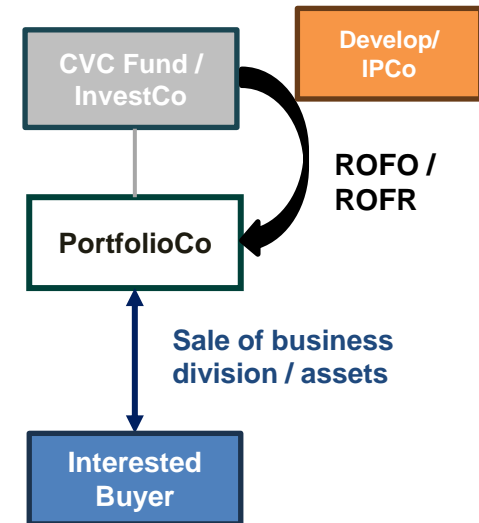 CVC Fund /
InvestCo
Develop/
IPCo
ROFO /
ROFR
PortfolioCo
Sale of business
division / assets
Interested
Buyer